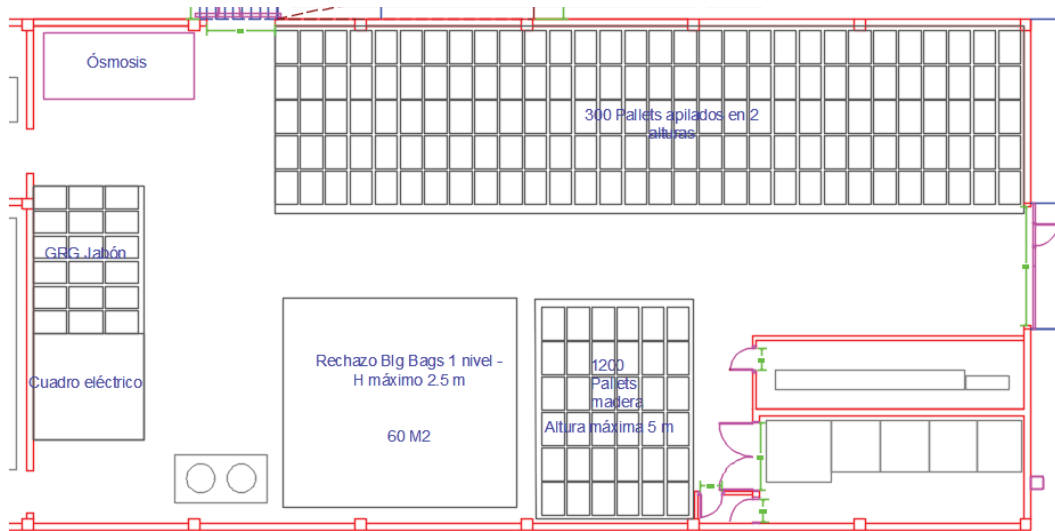 Ósmosis
300 Pallets apilados en 2
alturas
GRG Jabón
Cuadro eléctrico
Rechazo BIg Bags 1 nivel -
H máximo 2.5 m
60 M2
1200
Pallets
madera
Altura máxima 5 m